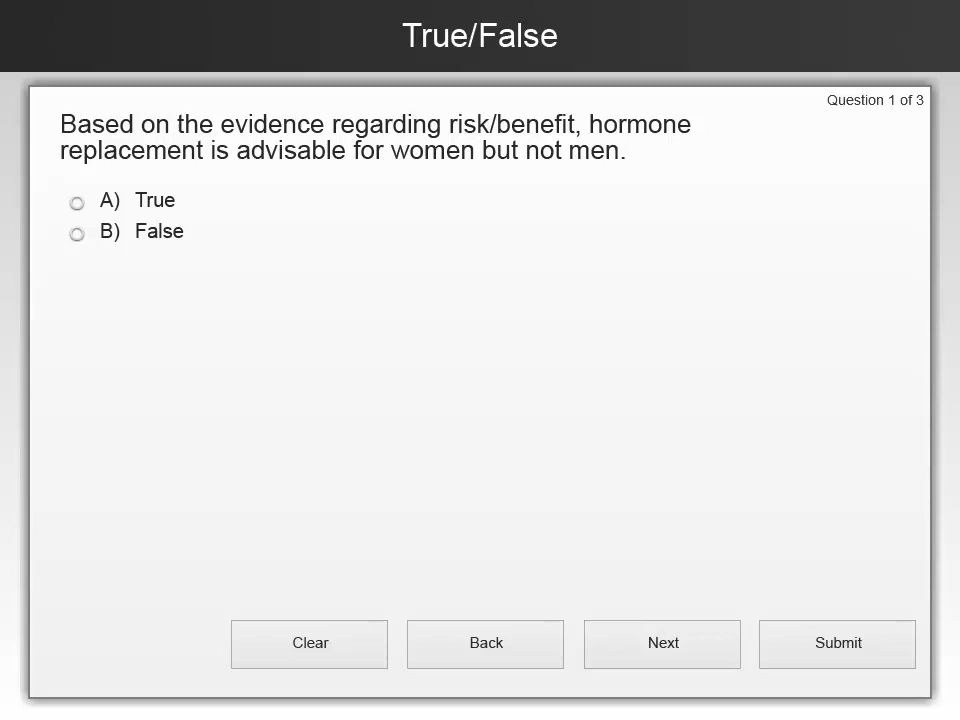 True/False
Question 1 of 3
Based on the evidence regarding risk/benefit, hormone
replacement is advisable for women but not men.
A) True
B) False
Clear Back Next Submit